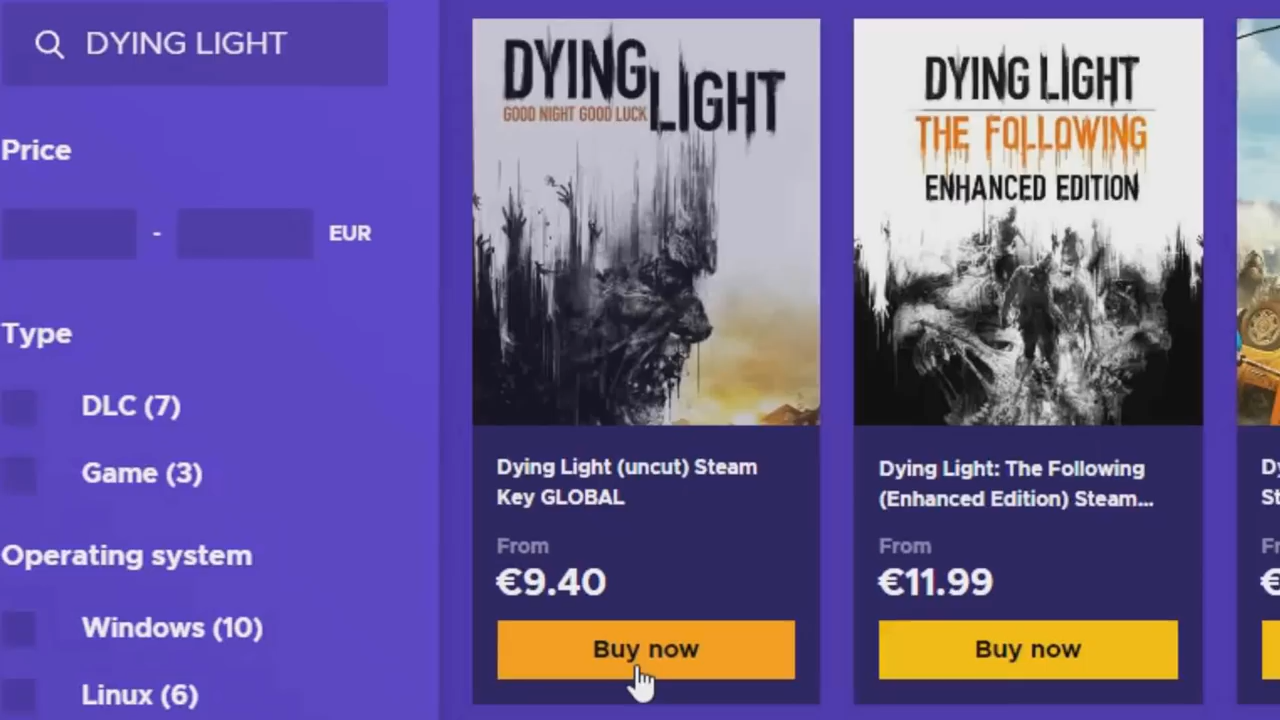 DYING LIGHT
Price
- EUR
Type
DLC (7)
Game (3)
Operating system
Windows (10)
Linux (6)
DYING LIGHT
GOOD NIGHT GOOD LUCK
Dying Light (uncut) Steam
Key GLOBAL
From
€9.40
Buy now
DYING LIGHT
THE FOLLOWING
ENHANCED EDITION
Dying Light: The Following
(Enhanced Edition) Steam...
From
€11.99
Buy now